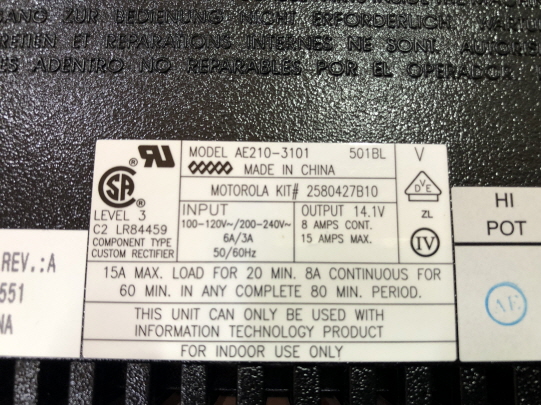 GANG ZUR BEDIENUNG NICHT ERFORDERLICH.
RETIEN ET REPARATIONS INTERNES NE SONT
ES ADENTRO NO REPARABLES POR EL OPERADOR
MODEL AE210-3101 501BL
MADE IN CHINA
MOTOROLA KIT# 2580427B10
LEVEL 3
C2 LR84459
COMPONENT TYPE
CUSTOM RECTIFIER
INPUT
100-120V~/200-240V~
6A/3A
50/60Hz
OUTPUT 14.1V
8 AMPS CONT.
15 AMPS MAX.
V
DVE
ZL
IV
15A MAX. LOAD FOR 20 MIN. 8A CONTINUOUS FOR
60 MIN. IN ANY COMPLETE 80 MIN. PERIOD.
THIS UNIT CAN ONLY BE USED WITH
INFORMATION TECHNOLOGY PRODUCT
FOR INDOOR USE ONLY
REV.:A
551
NA
HI
POT
AE